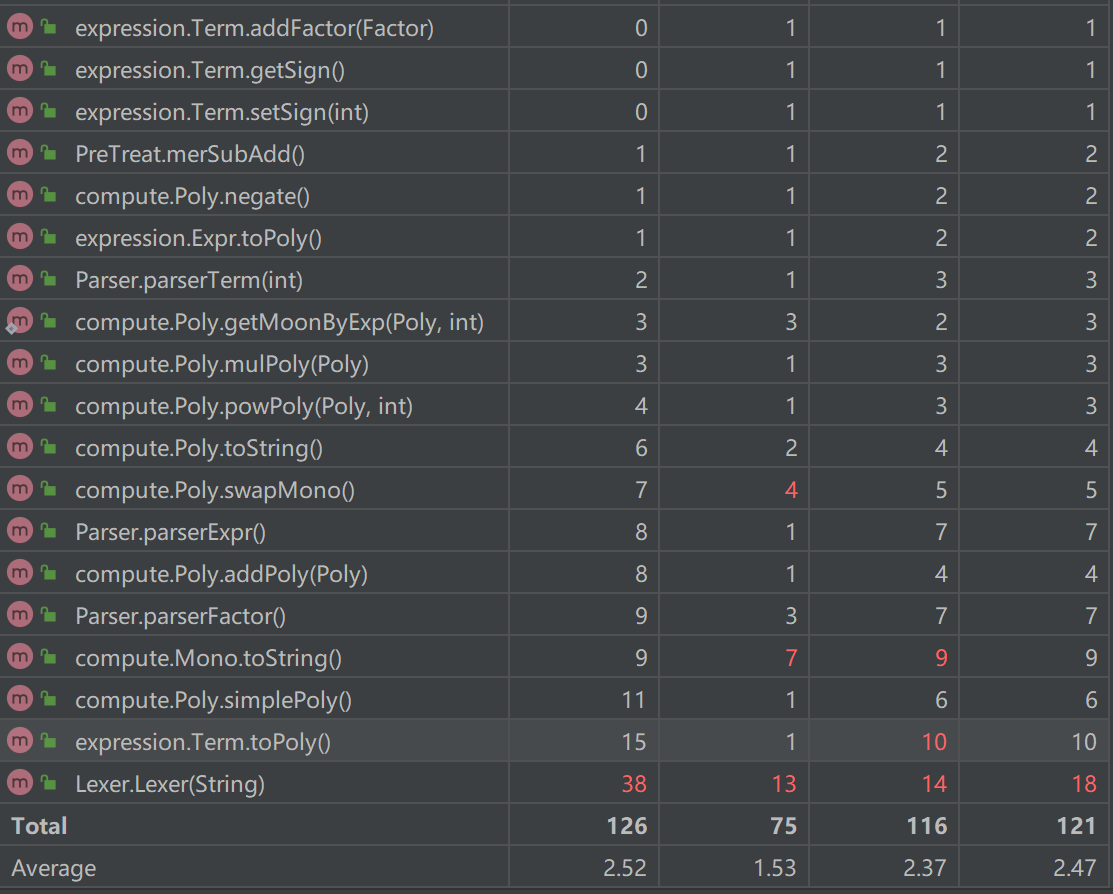 expression.Term.addFactor(Factor) 0 1 1 1
expression.Term.getSign() 0 1 1 1
expression.Term.setSign(int) 0 1 1 1
PreTreat.merSubAdd() 1 1 2 2
compute.Poly.negate() 1 1 2 2
expression.Expr.toPoly() 1 1 2 2
Parser.parserTerm(int) 2 1 3 3
compute.Poly.getMoonByExp(Poly, int) 3 3 2 3
compute.Poly.mulPoly(Poly) 3 1 3 3
compute.Poly.powPoly(Poly, int) 4 1 3 3
compute.Poly.toString() 6 2 4 4
compute.Poly.swapMono() 7 4 5 5
Parser.parserExpr() 8 1 7 7
compute.Poly.addPoly(Poly) 8 1 4 4
Parser.parserFactor() 9 3 7 7
compute.Mono.toString() 9 7 9 9
compute.Poly.simplePoly() 11 1 6 6
expression.Term.toPoly() 15 1 10 10
Lexer.Lexer(String) 38 13 14 18
Total 126 75 116 121
Average 2.52 1.53 2.37 2.47